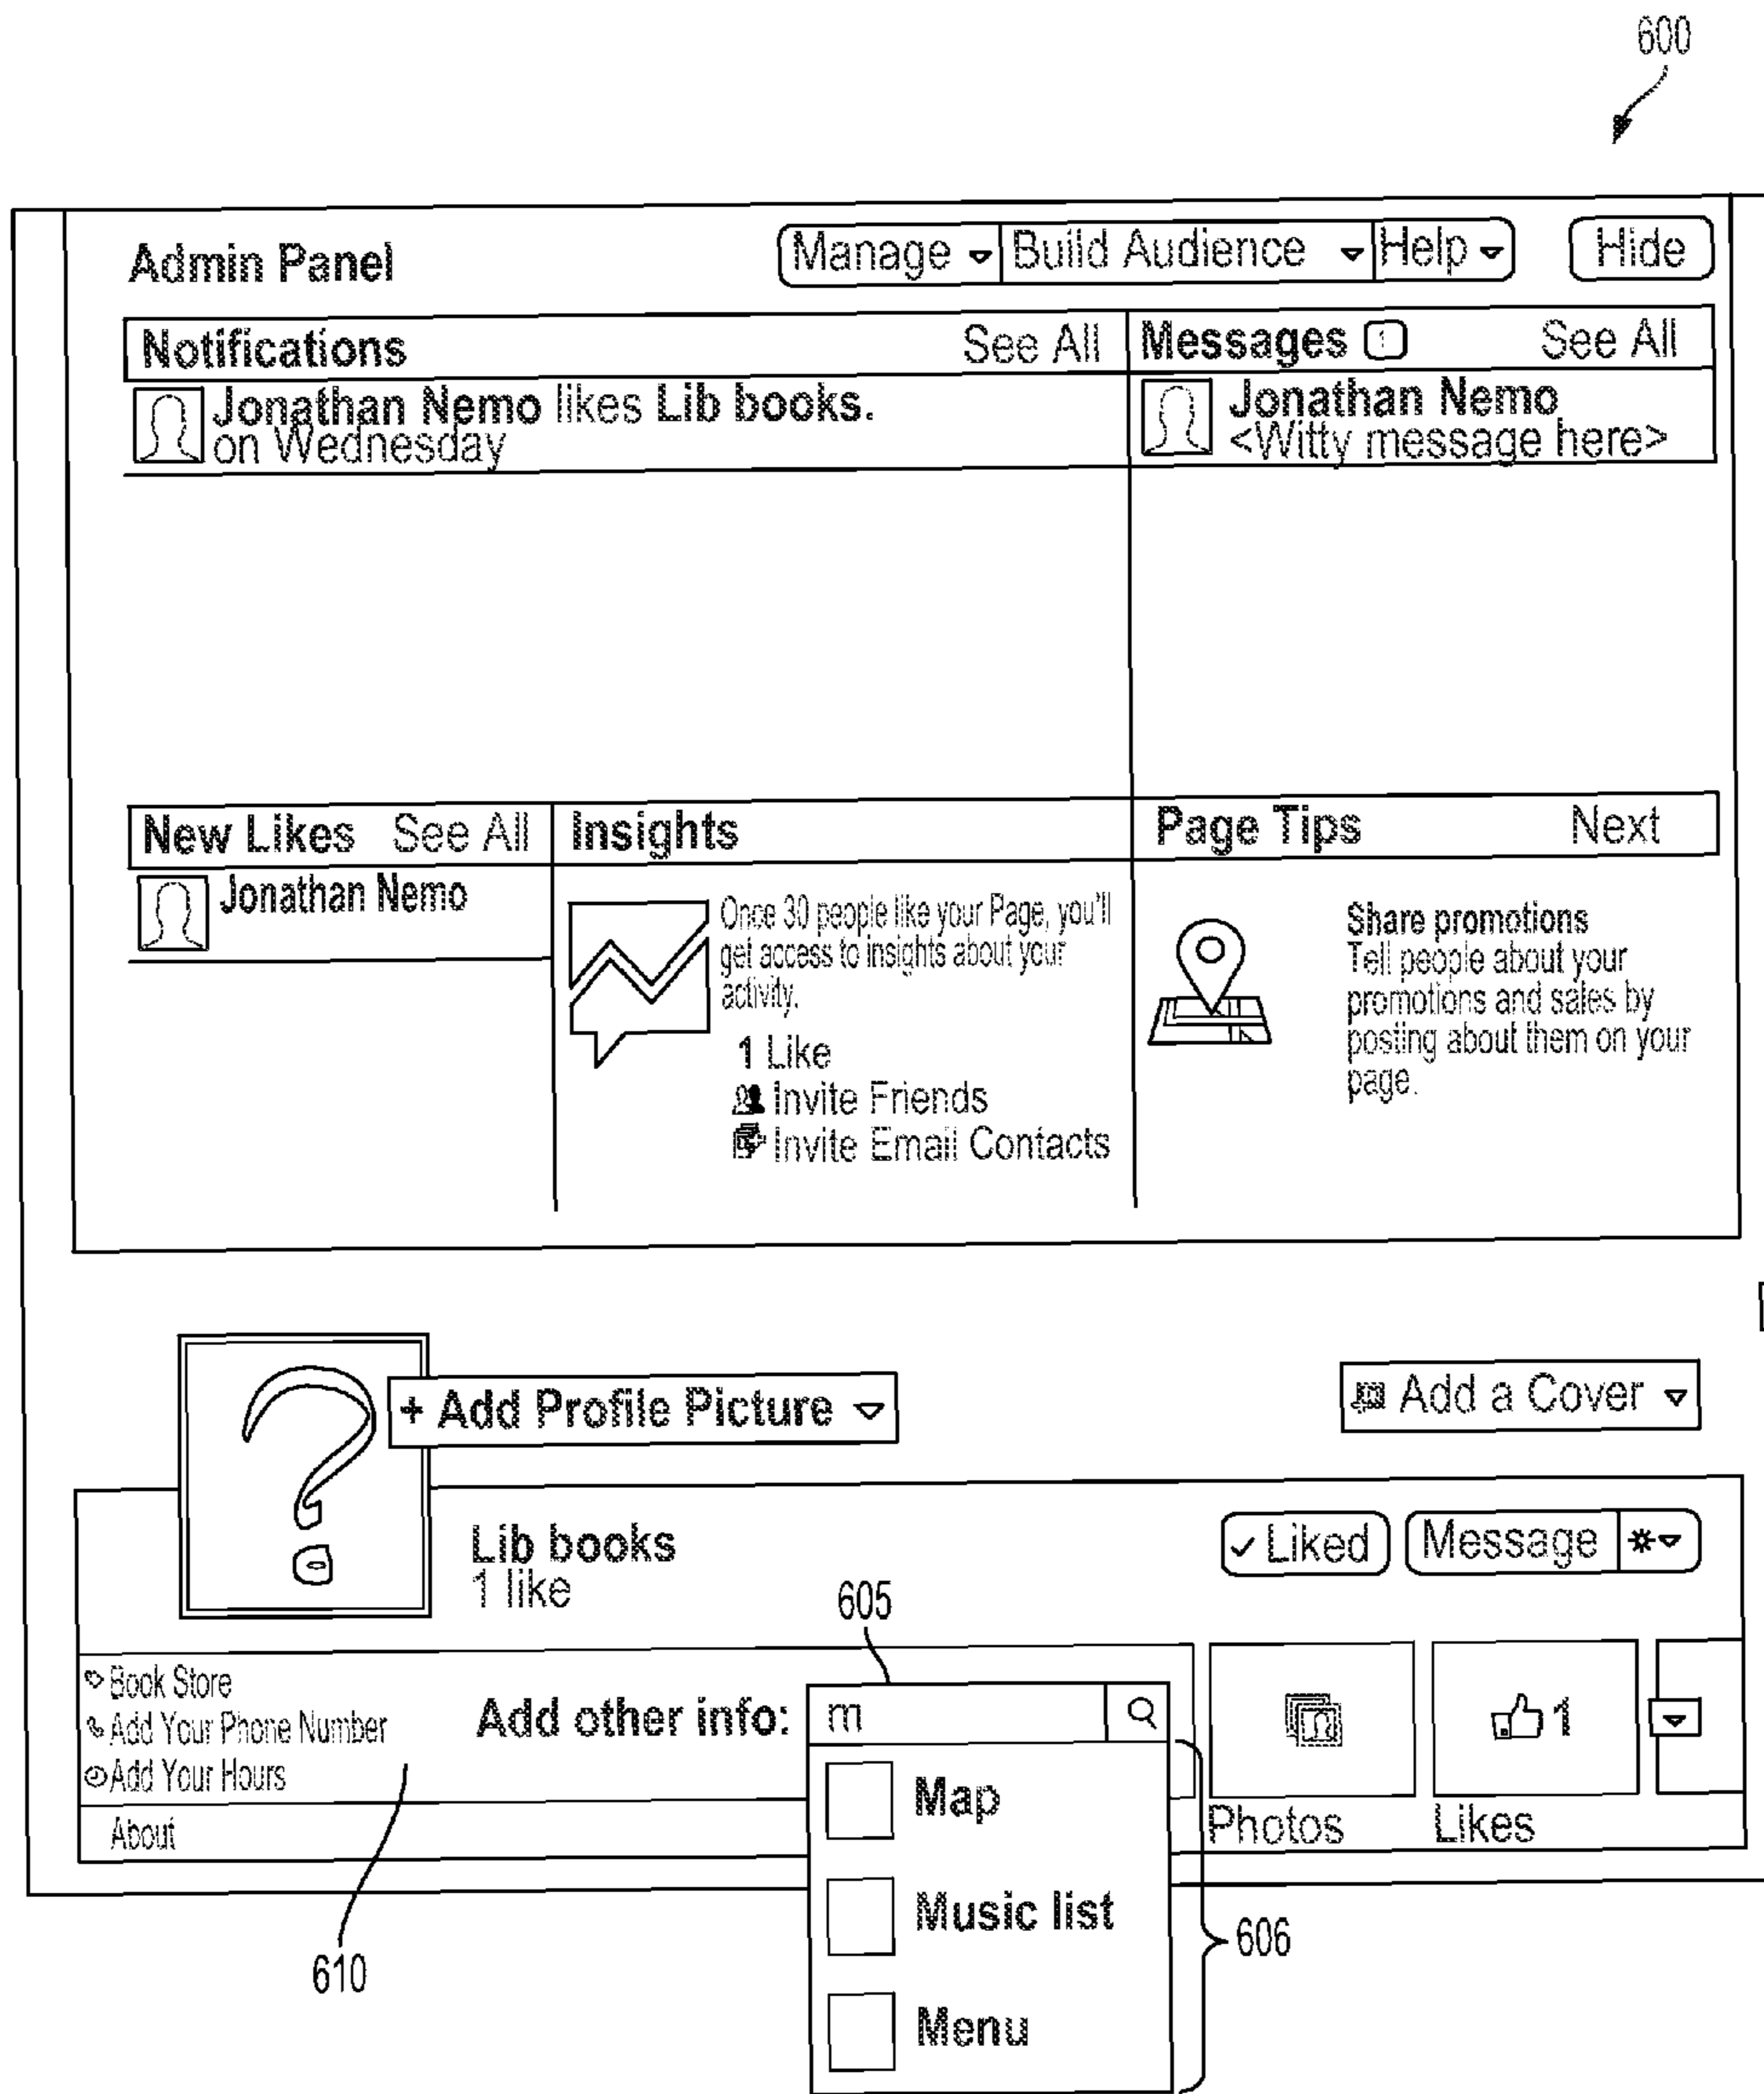 600
Admin Panel
Manage Build Audience Help Hide
Notifications See All
Jonathan Nemo likes Lib books.
on Wednesday
Messages 1 See All
Jonathan Nemo
<Witty message here>
New Likes See All
Jonathan Nemo
Insights
Once 30 people like your Page, you'll
get access to insights about your
activity.
1 Like
Invite Friends
Invite Email Contacts
Page Tips Next
Share promotions
Tell people about your
promotions and sales by
posting about them on your
page.
?
+ Add Profile Picture
Add a Cover
Lib books
1 like
Liked Message
605
Book Store
Add Your Phone Number
Add Your Hours
About
Add other info: m
Map
Music list
Menu
1
Photos Likes
606
610